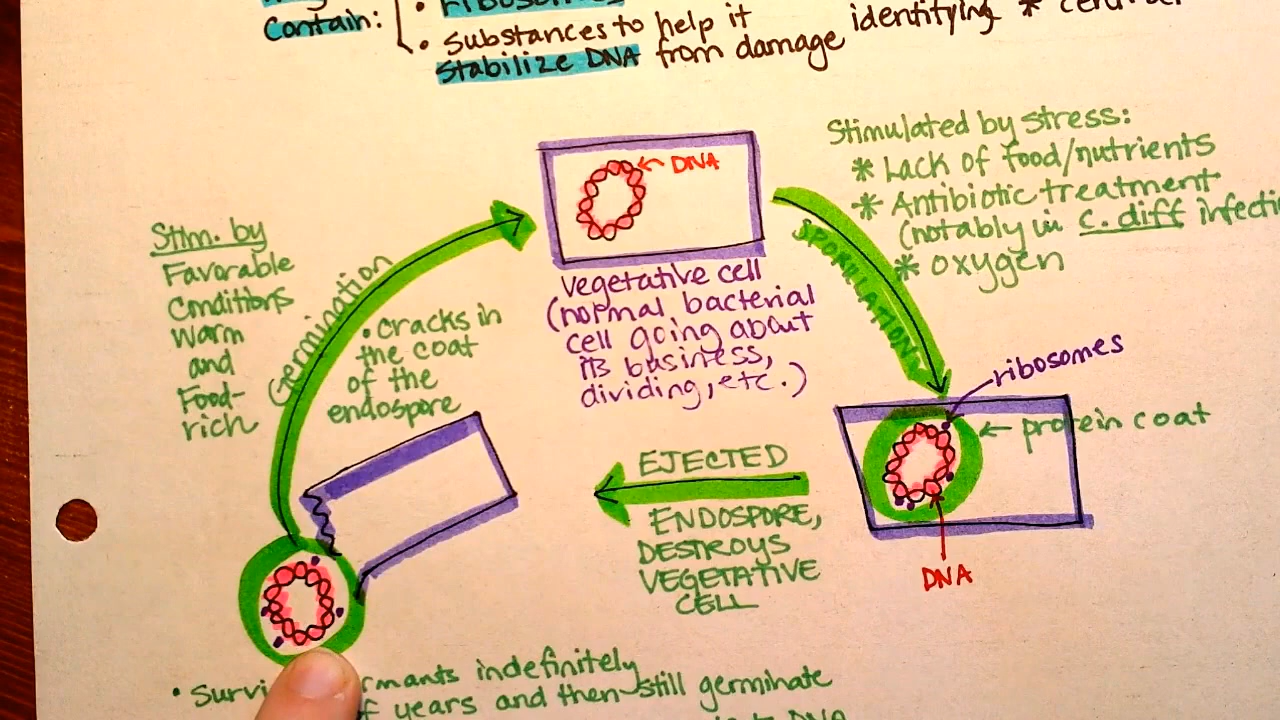 Contain:
• substances to help it
stabilize DNA from damage
identifying *
Stimulated by stress:
* Lack of food/nutrients
* Antibiotic treatment
(notably in C. diff
* oxygen
← DNA
SPORULATION
vegetative cell
(normal bacterial
cell going about
its business,
dividing, etc.)
Stim. by
Favorable
Conditions
Warm
and
Food-
rich
Germination
• cracks in
the coat
of the
endospore
ribosomes
← protein coat
DNA
EJECTED
ENDOSPORE,
DESTROYS
VEGETATIVE
CELL
• indefinitely
years and then still germinate
DNA